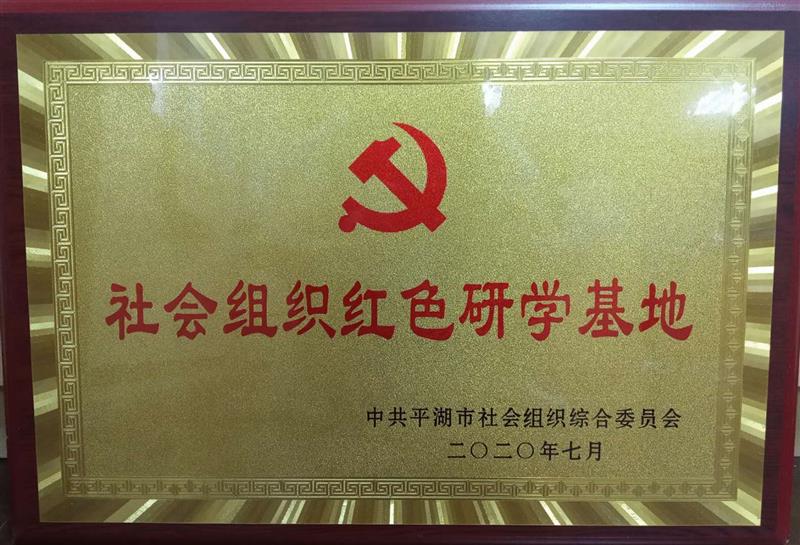 社会组织红色研学基地
中共平湖市社会组织综合委员会
二〇二〇年七月